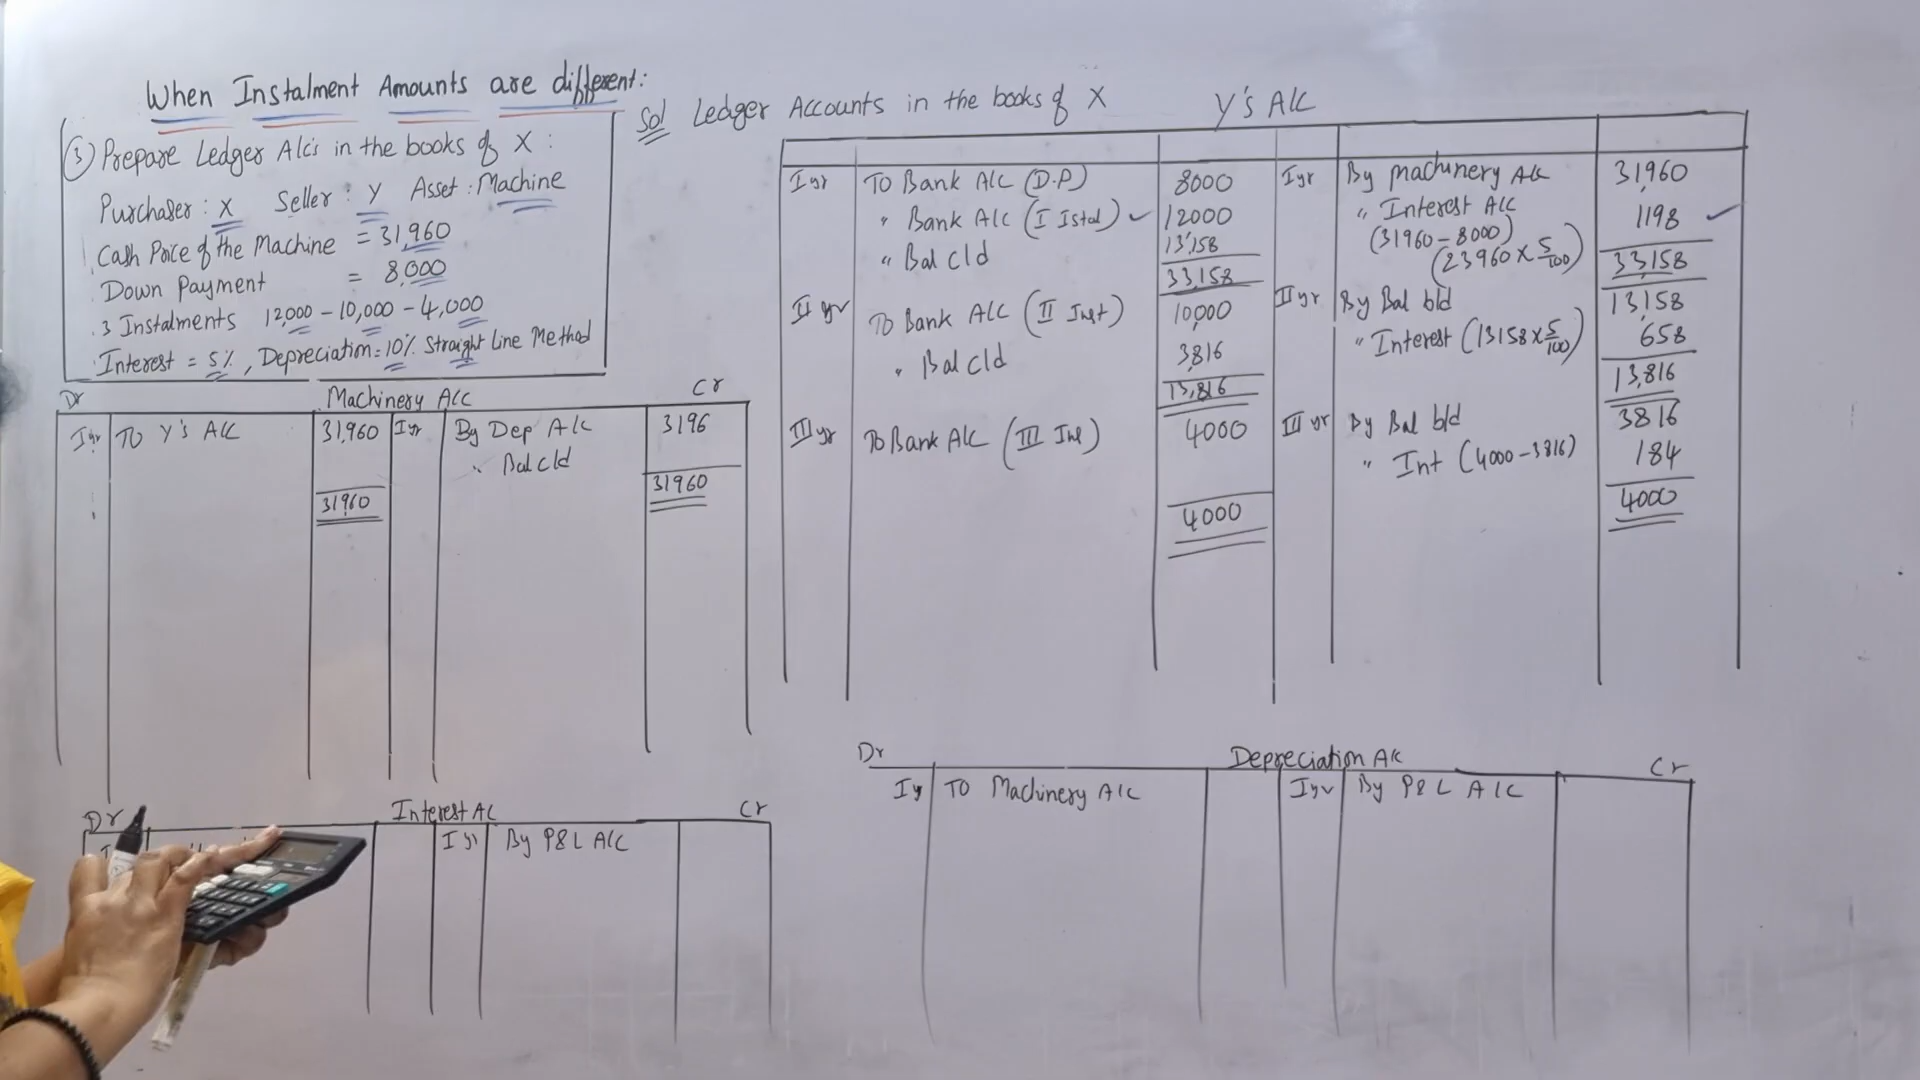 When Instalment Amounts are different:
③ Prepare Ledger A/c's in the books of X :
Purchaser : X Seller : Y Asset : Machine
Cash Price of the Machine = 31,960
Down Payment = 8,000
3 Instalments 12,000 - 10,000 - 4,000
Interest = 5%, Depreciation = 10% Straight Line Method
Sol Ledger Accounts in the books of X
Y's A/C
I yr To Bank A/C (D.P) 8000 I yr By machinery A/c 31,960
" Bank A/C (I Istal) ✓ 12000 " Interest A/C 1198 ✓
(31960 - 8000)
" Bal c/d 13,158 (23960 × 5/100)
33,158 33,158
II yr To Bank A/C (II Inst) 10,000 II yr By Bal b/d 13,158
" Bal c/d 3,816 " Interest (13158 × 5/100) 658
13,816 13,816
III yr To Bank A/C (III Ins) 4000 III yr By Bal b/d 3816
" Int (4000 - 3816) 184
4000 4000
Dr Machinery A/C Cr
I yr To Y's A/C 31,960 I yr By Dep A/C 3196
" Bal c/d
31960 31960
Dr Interest A/C Cr
I yr By P&L A/C
Dr Depreciation A/c Cr
I y To Machinery A/C I yr By P&L A/C